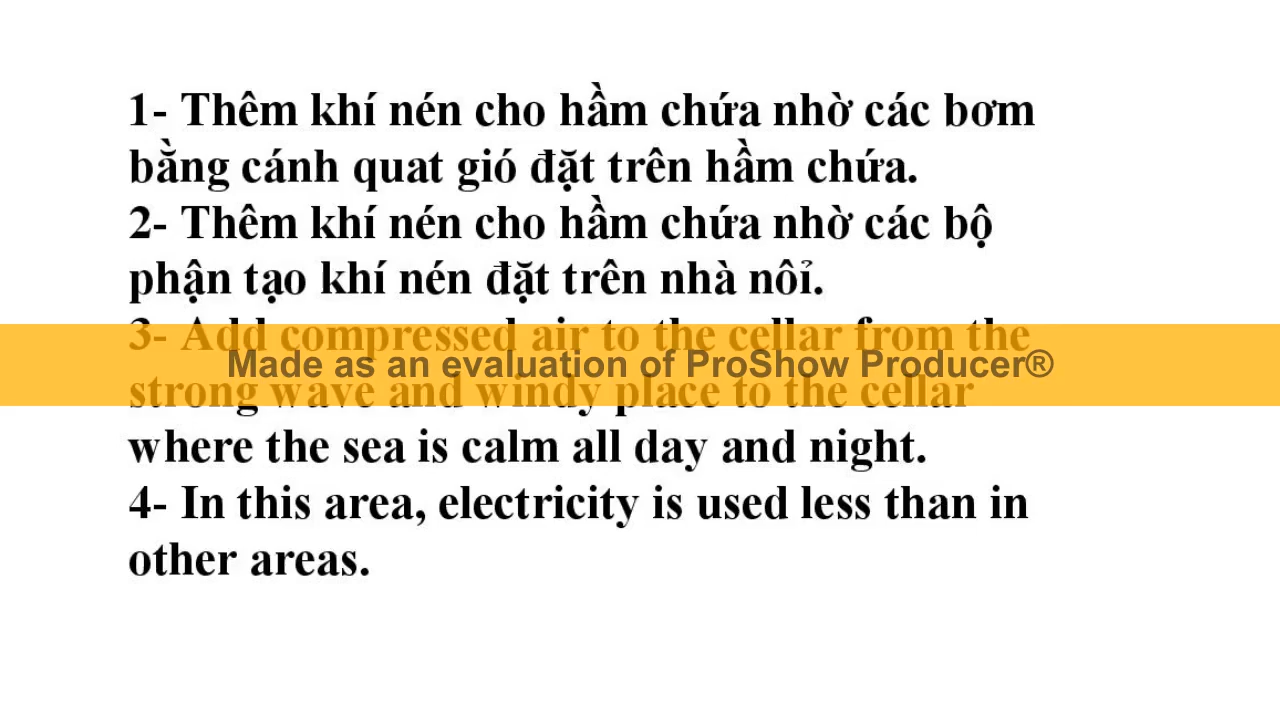 1- Thêm khí nén cho hầm chứa nhờ các bơm
bằng cánh quat gió đặt trên hầm chứa.
2- Thêm khí nén cho hầm chứa nhờ các bộ
phận tạo khí nén đặt trên nhà nôỉ.
3- Add compressed air to the cellar from the
Made as an evaluation of ProShow Producer®
strong wave and windy place to the cellar
where the sea is calm all day and night.
4- In this area, electricity is used less than in
other areas.